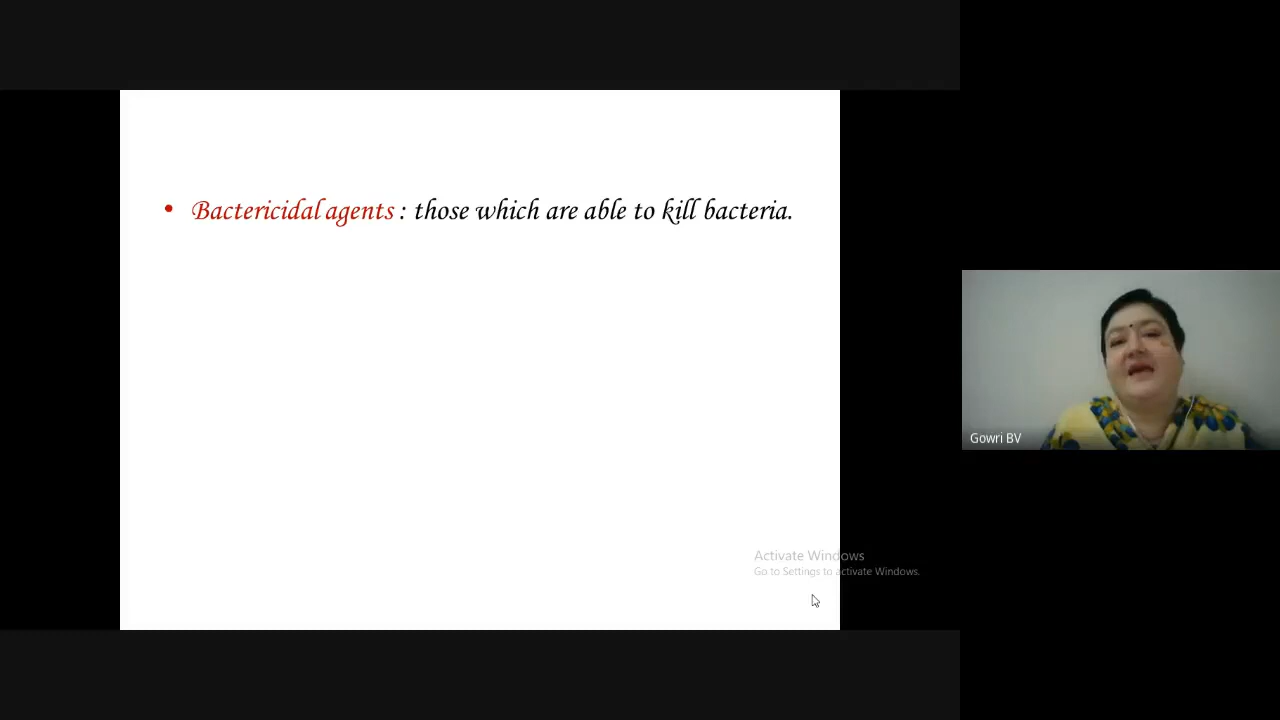 • Bactericidal agents : those which are able to kill bacteria.
Gowri BV
Activate Windows
Go to Settings to activate Windows.